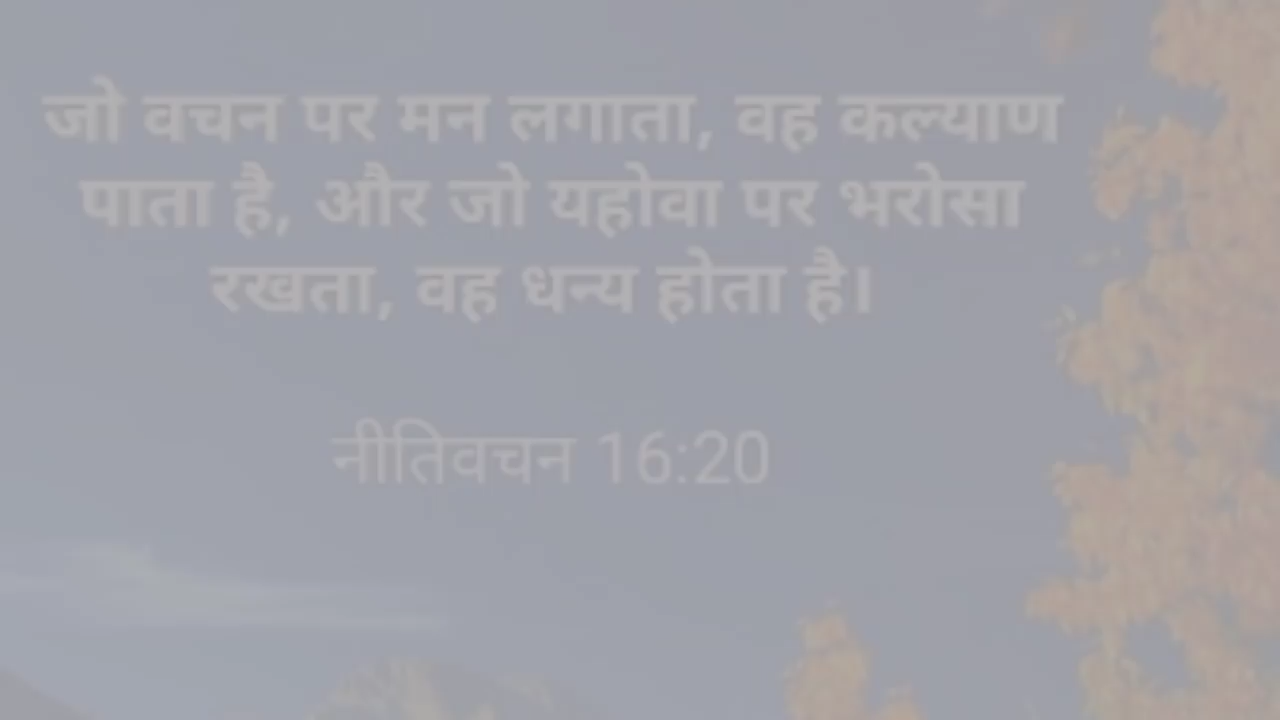 जो वचन पर मन लगाता, वह कल्याण
पाता है, और जो यहोवा पर भरोसा
रखता, वह धन्य होता है।
नीतिवचन 16:20